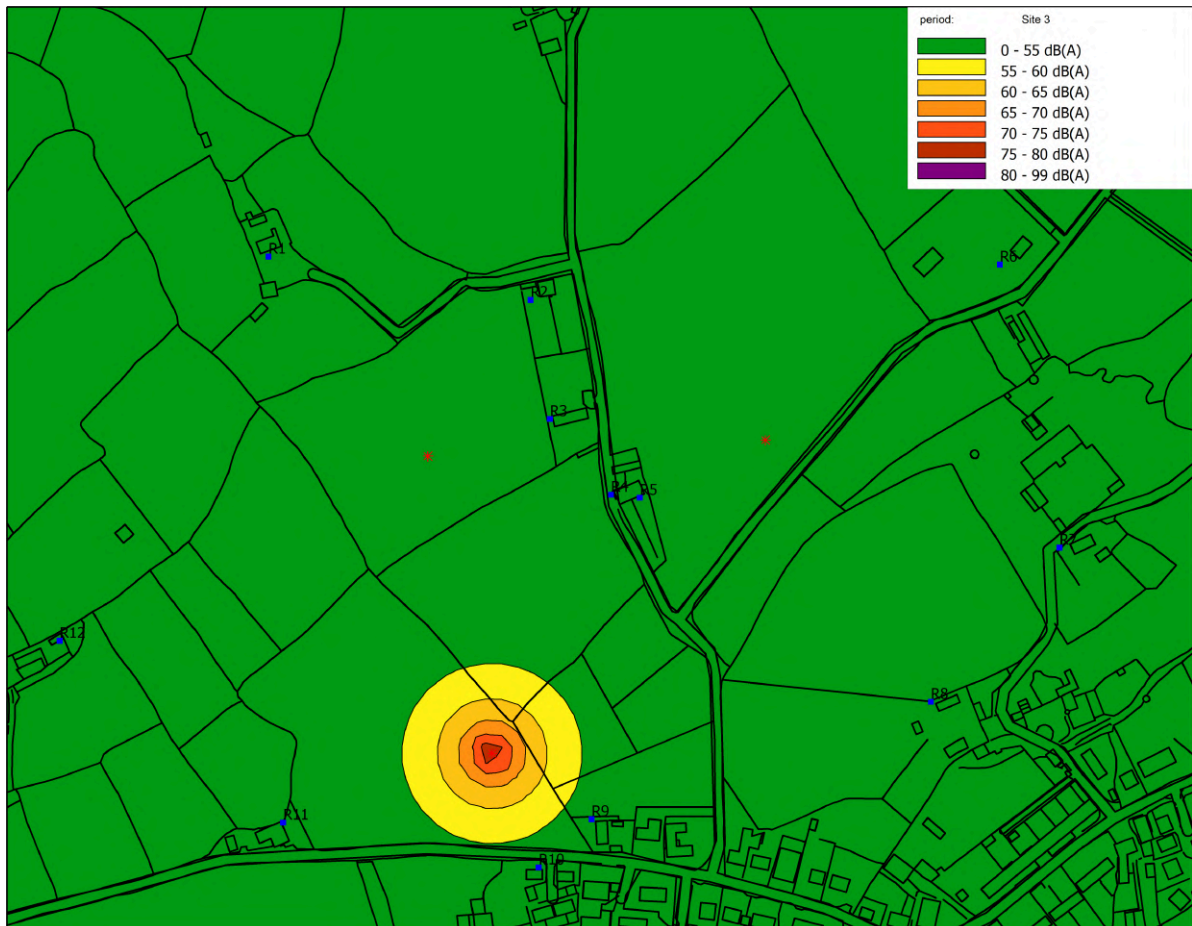 period: Site 3
0 - 55 dB(A)
55 - 60 dB(A)
60 - 65 dB(A)
65 - 70 dB(A)
70 - 75 dB(A)
75 - 80 dB(A)
80 - 99 dB(A)
R1
R6
R2
R3
R4
R5
R7
R12
R8
R9
R11
R10